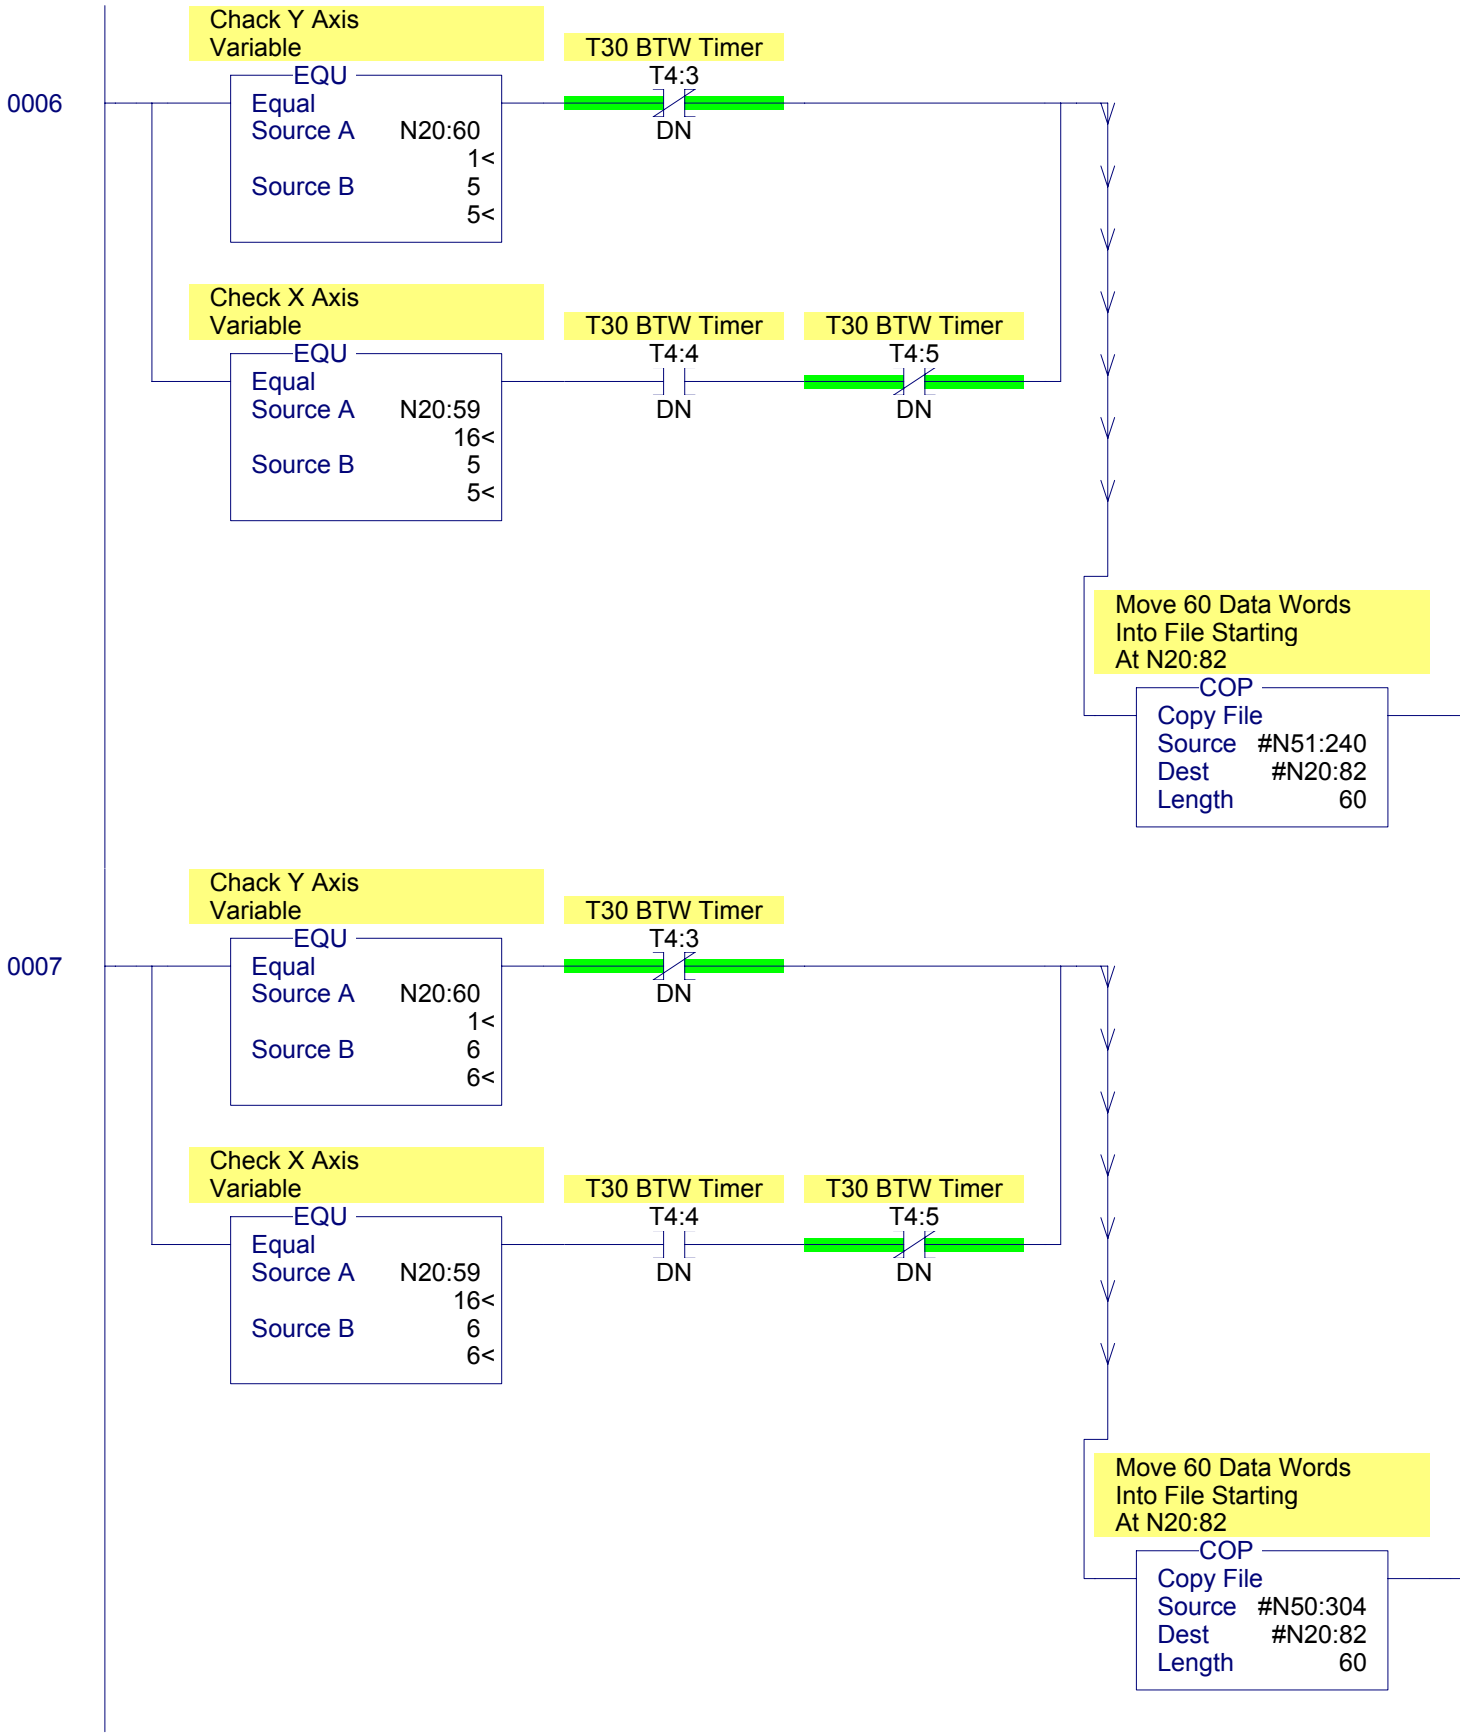 Chack Y Axis
Variable
T30 BTW Timer
EQU
T4:3
0006
Equal
DN
Source A N20:60
1<
Source B 5
5<
Check X Axis
Variable
T30 BTW Timer
T30 BTW Timer
EQU
T4:4
T4:5
Equal
DN
DN
Source A N20:59
16<
Source B 5
5<
Move 60 Data Words
Into File Starting
At N20:82
COP
Copy File
Source #N51:240
Dest #N20:82
Length 60
Chack Y Axis
Variable
T30 BTW Timer
EQU
T4:3
0007
Equal
DN
Source A N20:60
1<
Source B 6
6<
Check X Axis
Variable
T30 BTW Timer
T30 BTW Timer
EQU
T4:4
T4:5
Equal
DN
DN
Source A N20:59
16<
Source B 6
6<
Move 60 Data Words
Into File Starting
At N20:82
COP
Copy File
Source #N50:304
Dest #N20:82
Length 60